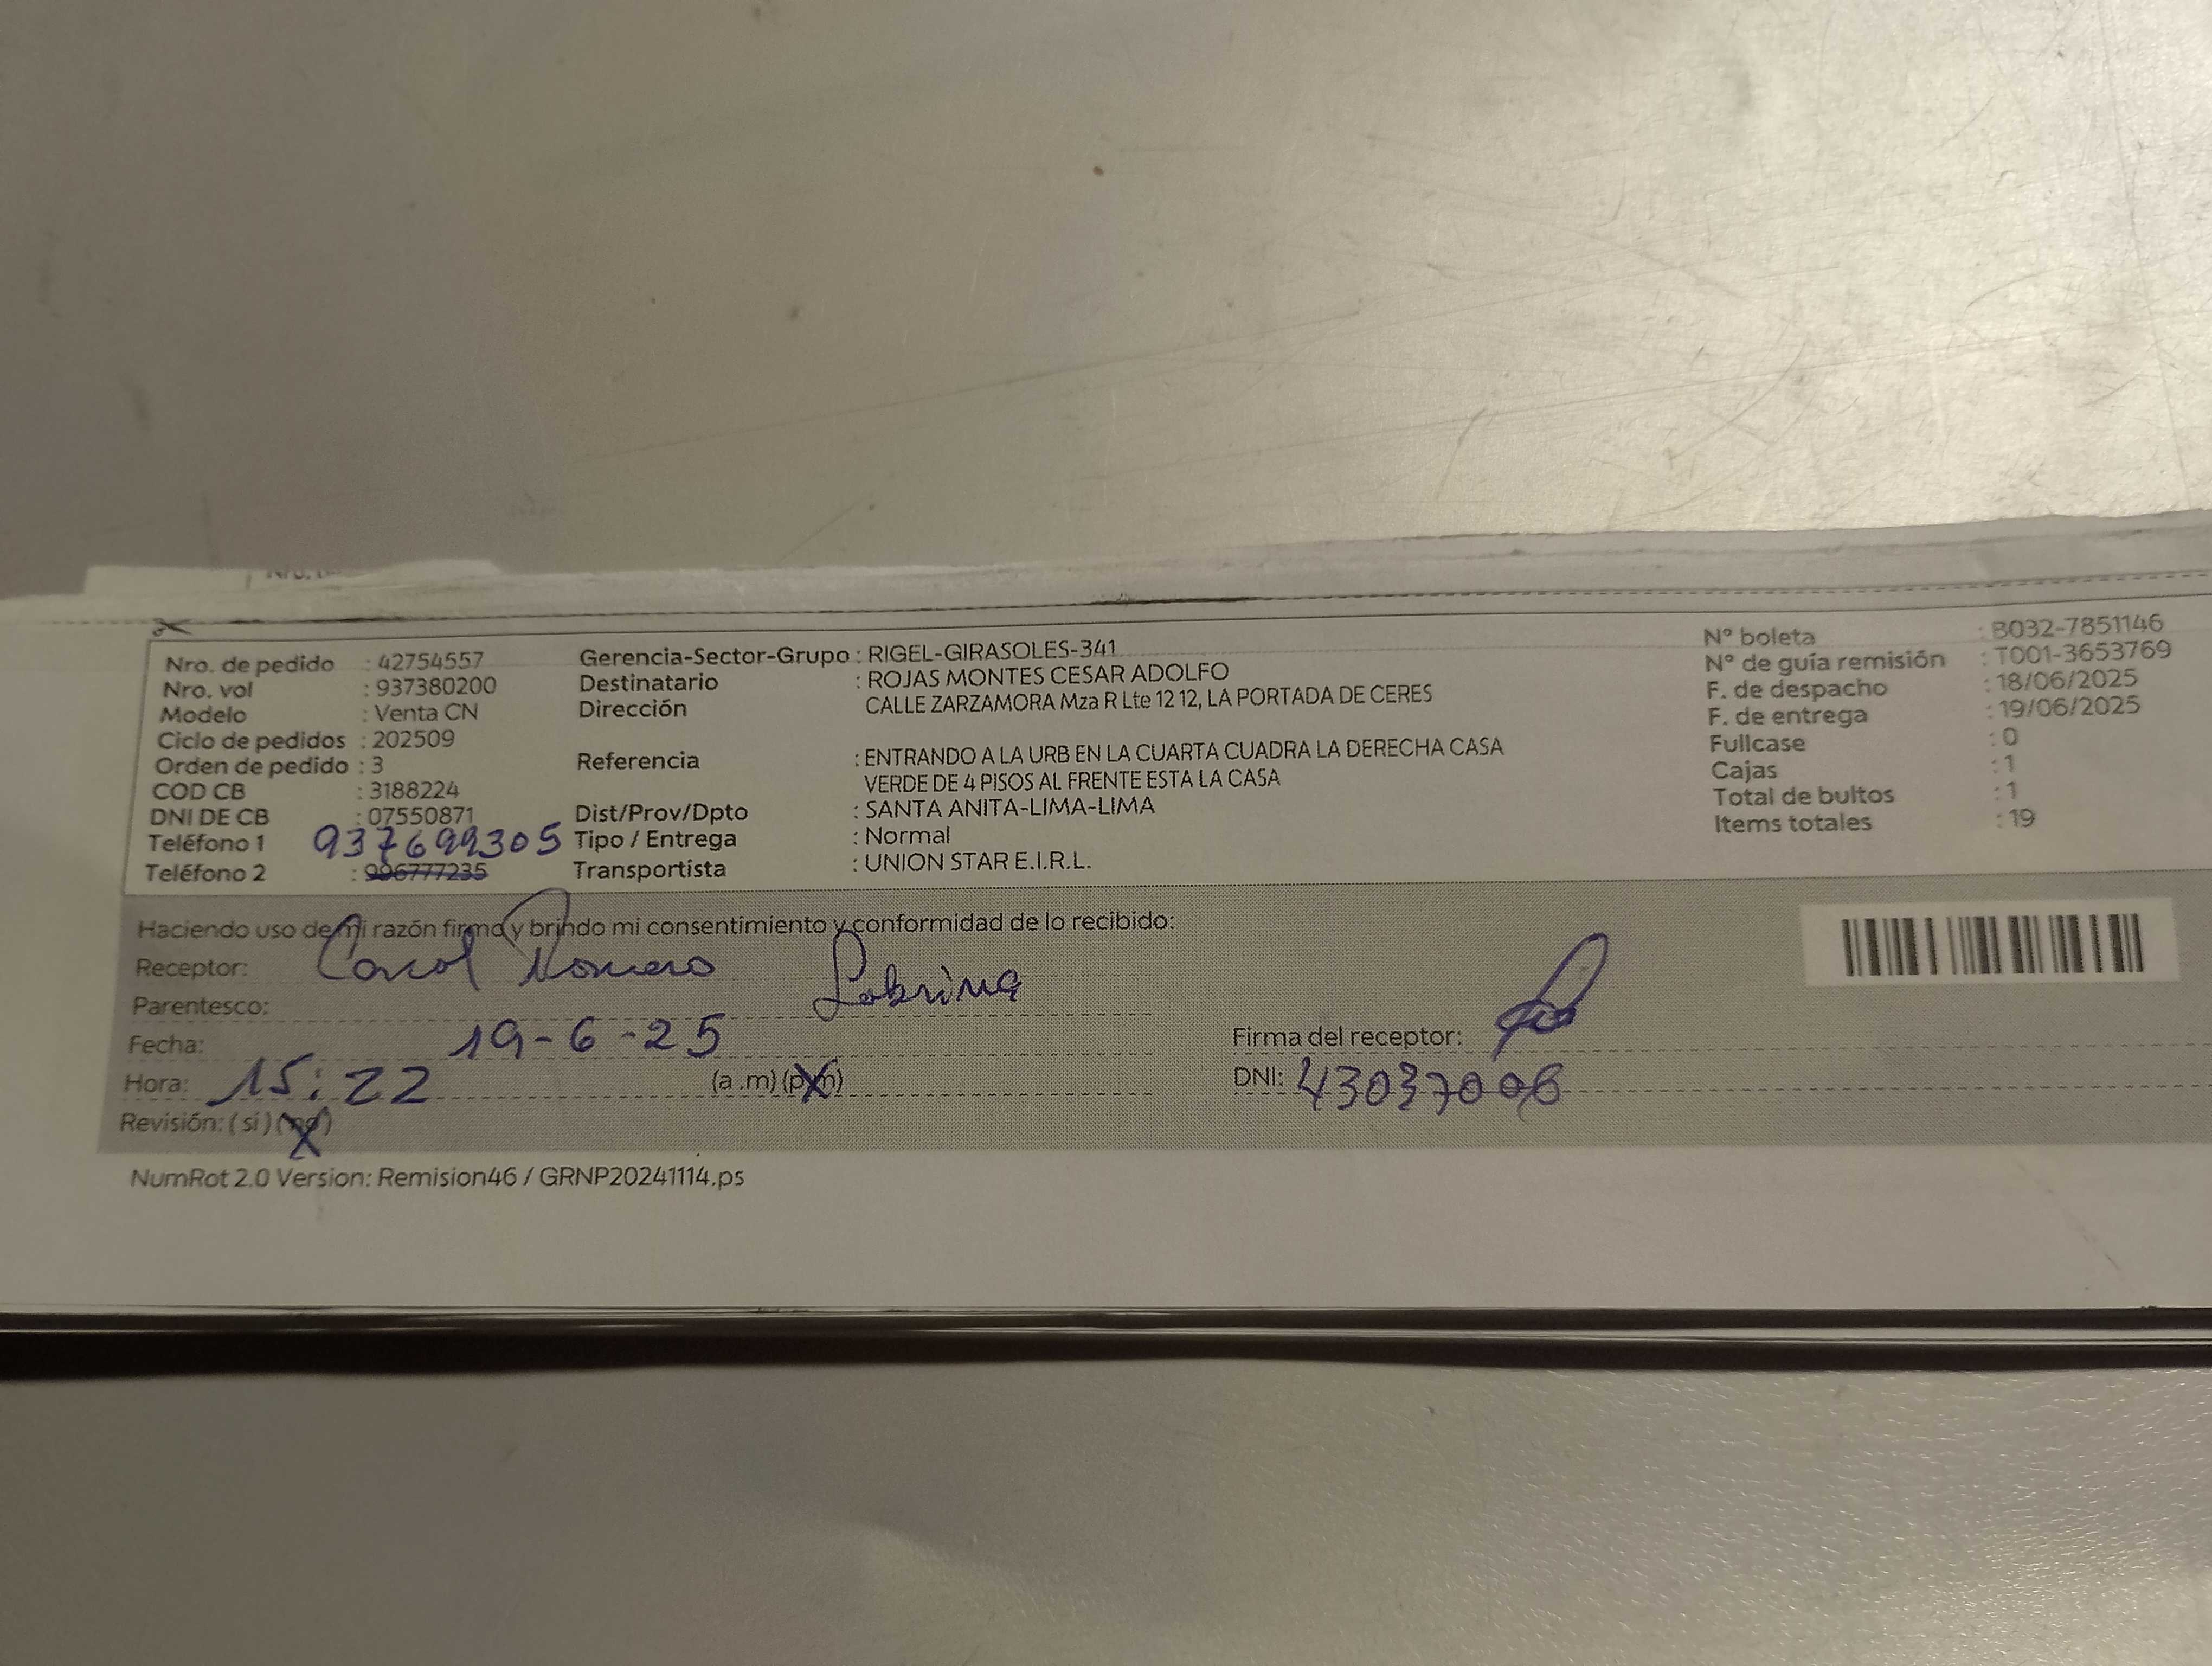 Nro. de pedido : 42754557
Nro. vol : 937380200
Modelo : Venta CN
Ciclo de pedidos : 202509
Orden de pedido : 3
COD CB : 3188224
DNI DE CB : 07550871
Teléfono 1 937699305
Teléfono 2 : 996777235
Gerencia-Sector-Grupo : RIGEL-GIRASOLES-341
Destinatario : ROJAS MONTES CESAR ADOLFO
Dirección CALLE ZARZAMORA Mza R Lte 12 12, LA PORTADA DE CERES
Referencia : ENTRANDO A LA URB EN LA CUARTA CUADRA LA DERECHA CASA
VERDE DE 4 PISOS AL FRENTE ESTA LA CASA
Dist/Prov/Dpto : SANTA ANITA-LIMA-LIMA
Tipo / Entrega : Normal
Transportista : UNION STAR E.I.R.L.
N° boleta : B032-7851146
N° de guía remisión : T001-3653769
F. de despacho : 18/06/2025
F. de entrega : 19/06/2025
Fullcase : 0
Cajas : 1
Total de bultos : 1
Items totales : 19
Haciendo uso de mi razón firmo y brindo mi consentimiento y conformidad de lo recibido:
Receptor: Carol Romero
Parentesco: Sobrina
Fecha: 19-6-25
Hora: 15:22 (a .m) (p.m)
Revisión: ( si ) ( no )
Firma del receptor:
DNI: 43037006
NumRot 2.0 Version: Remision46 / GRNP20241114.ps